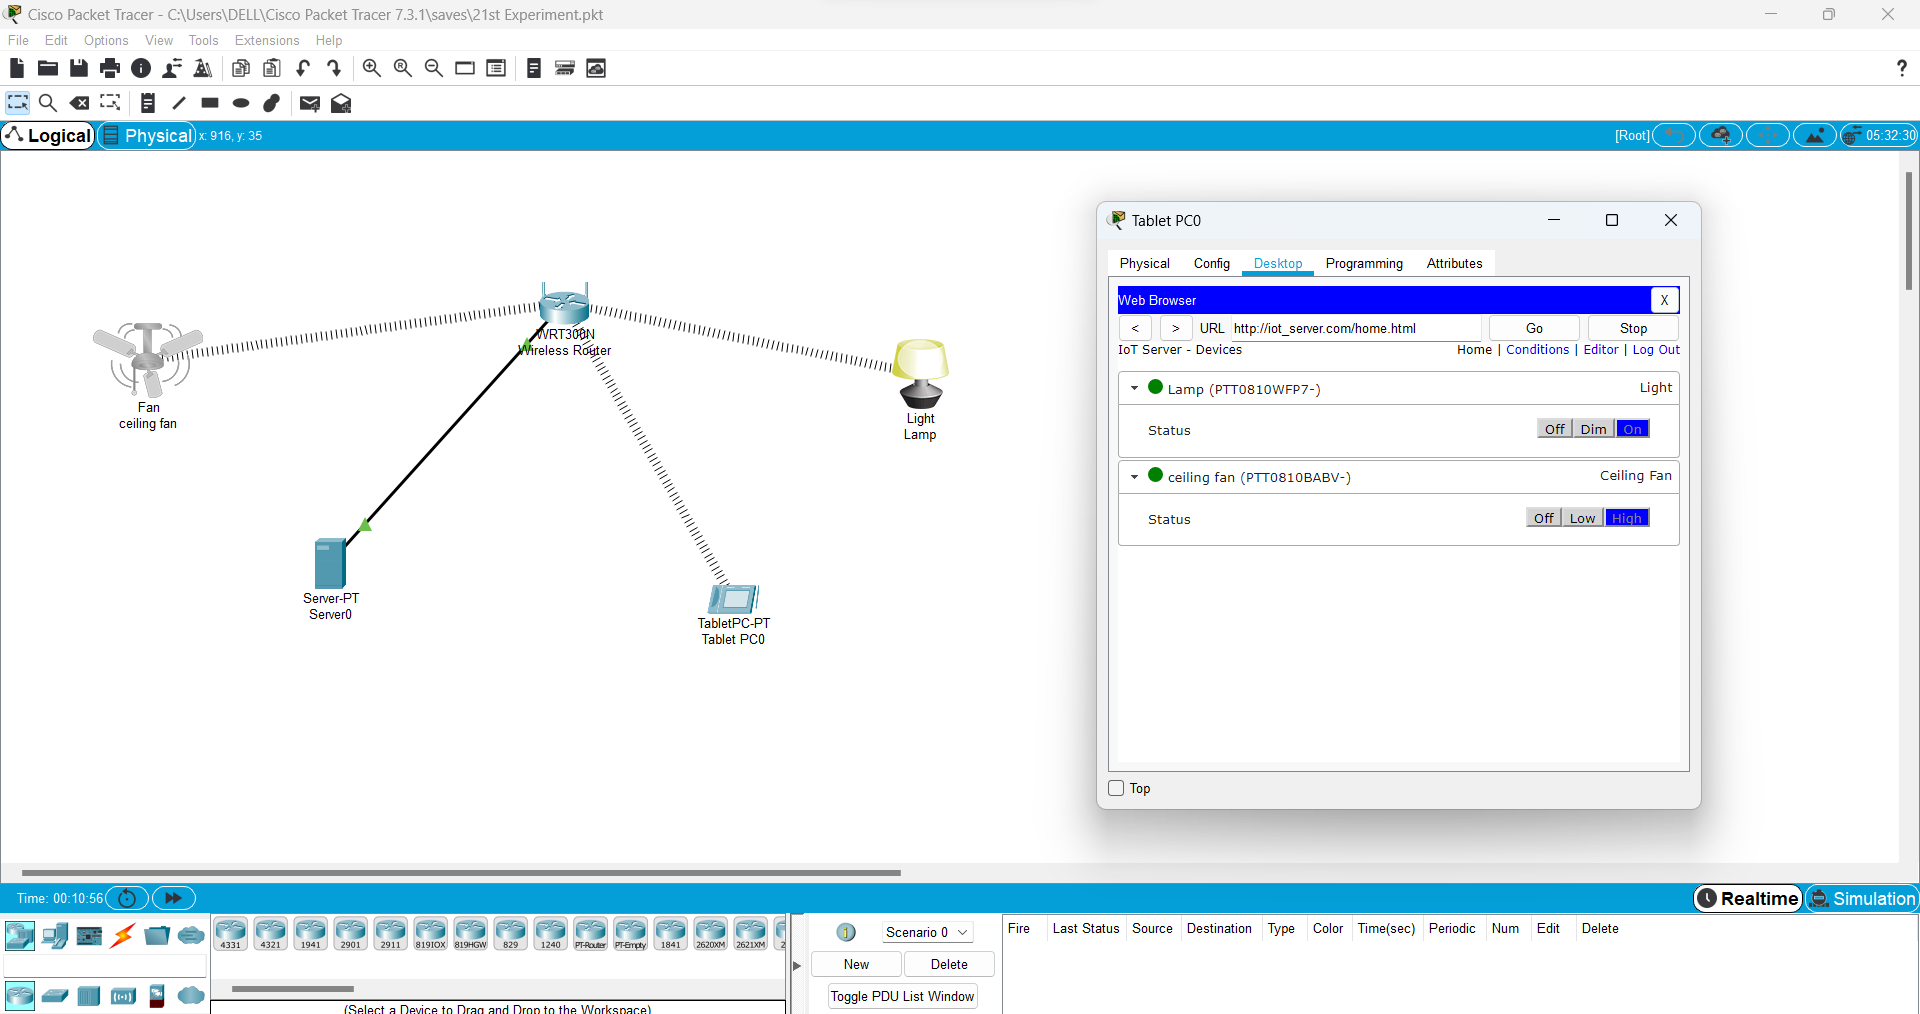 Cisco Packet Tracer - C:\Users\DELL\Cisco Packet Tracer 7.3.1\saves\21st Experiment.pkt
File Edit Options View Tools Extensions Help
?
Logical Physical x: 916, y: 35 [Root] 05:32:30
Tablet PC0
Physical Config Desktop Programming Attributes
Web Browser X
< > URL http://iot_server.com/home.html Go Stop
IoT Server - Devices Home | Conditions | Editor | Log Out
Lamp (PTT0810WFP7-) Light
Status Off Dim On
ceiling fan (PTT0810BABV-) Ceiling Fan
Status Off Low High
Top
WRT300N
Wireless Router
Fan
ceiling fan
Light
Lamp
Server-PT
Server0
TabletPC-PT
Tablet PC0
Time: 00:10:56 Realtime Simulation
4331 4321 1941 2901 2911 819IOX 819HGW 829 1240 PT-Router PT-Empty 1841 2620XM 2621XM 2
(Select a Device to Drag and Drop to the Workspace)
1 Scenario 0
New Delete
Toggle PDU List Window
Fire Last Status Source Destination Type Color Time(sec) Periodic Num Edit Delete